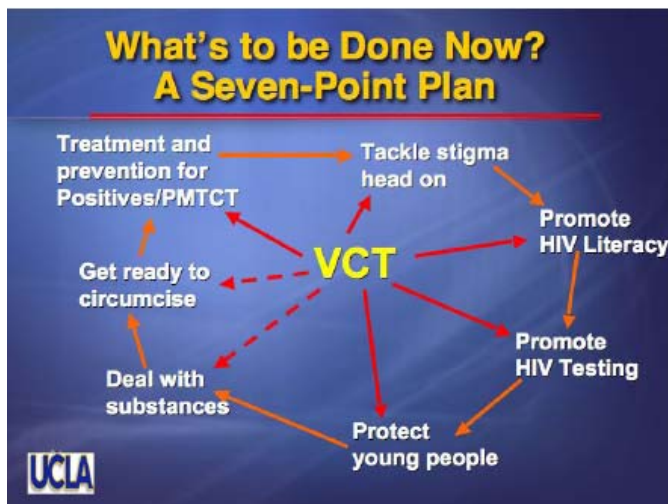 What's to be Done Now?
A Seven-Point Plan
Treatment and
prevention for
Positives/PMTCT
Tackle stigma
head on
Promote
HIV Literacy
VCT
Get ready to
circumcise
Promote
HIV Testing
Deal with
substances
Protect
young people
UCLA